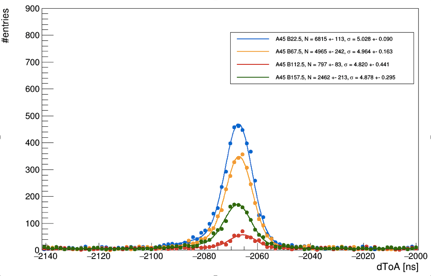 #entries
900
800
700
600
500
400
300
200
100
0
A45 B22.5, N = 6815 +- 113, σ = 5.028 +- 0.090
A45 B67.5, N = 4965 +- 242, σ = 4.964 +- 0.163
A45 B112.5, N = 797 +- 83, σ = 4.820 +- 0.441
A45 B157.5, N = 2462 +- 213, σ = 4.878 +- 0.295
−2140 −2120 −2100 −2080 −2060 −2040 −2020 −2000
dToA [ns]